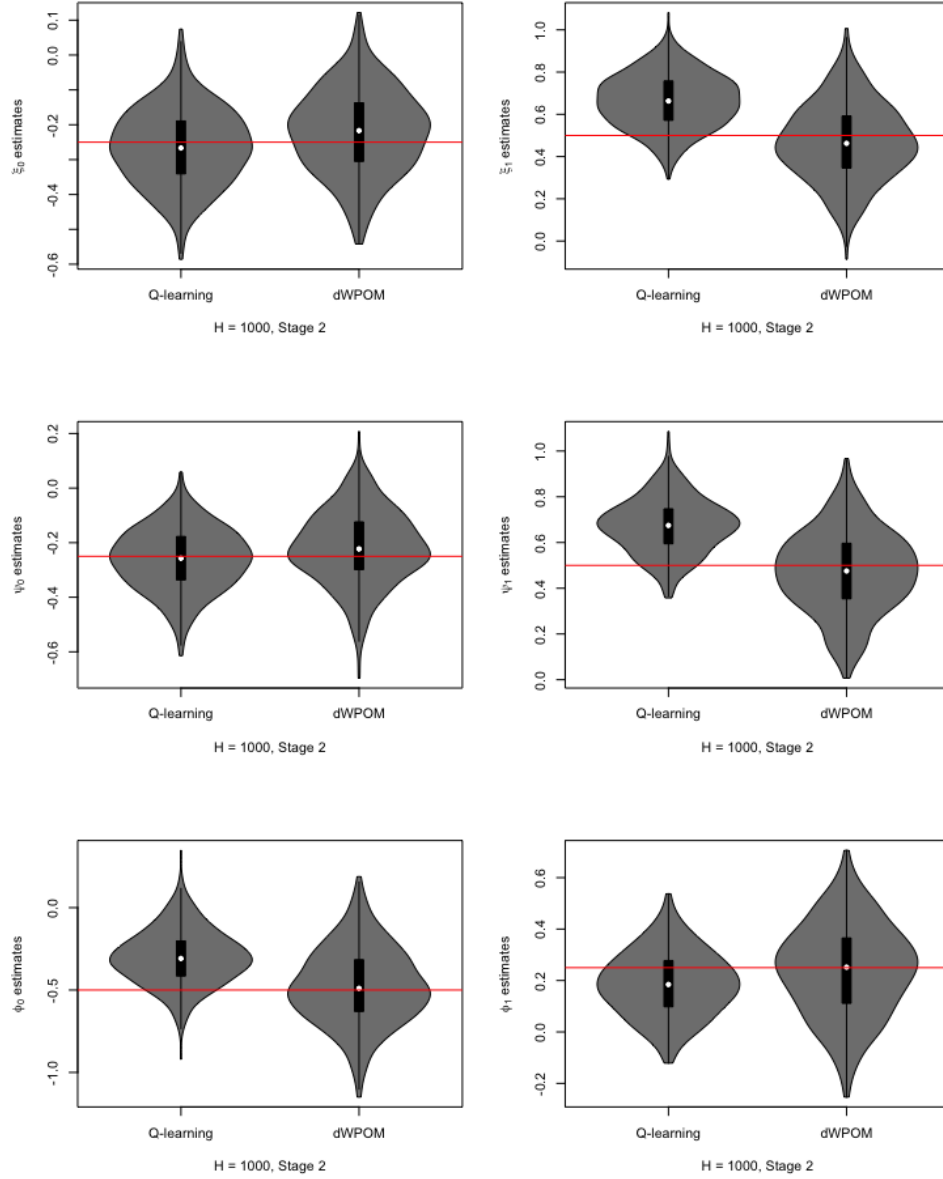 0.1
0.0
-0.2
-0.4
-0.6
ξ0 estimates
Q-learning dWPOM
H = 1000, Stage 2
1.0
0.8
0.6
0.4
0.2
0.0
ξ1 estimates
Q-learning dWPOM
H = 1000, Stage 2
0.2
0.0
-0.2
-0.4
-0.6
ψ0 estimates
Q-learning dWPOM
H = 1000, Stage 2
1.0
0.8
0.6
0.4
0.2
0.0
ψ1 estimates
Q-learning dWPOM
H = 1000, Stage 2
0.0
-0.5
-1.0
ϕ0 estimates
Q-learning dWPOM
H = 1000, Stage 2
0.6
0.4
0.2
0.0
-0.2
ϕ1 estimates
Q-learning dWPOM
H = 1000, Stage 2